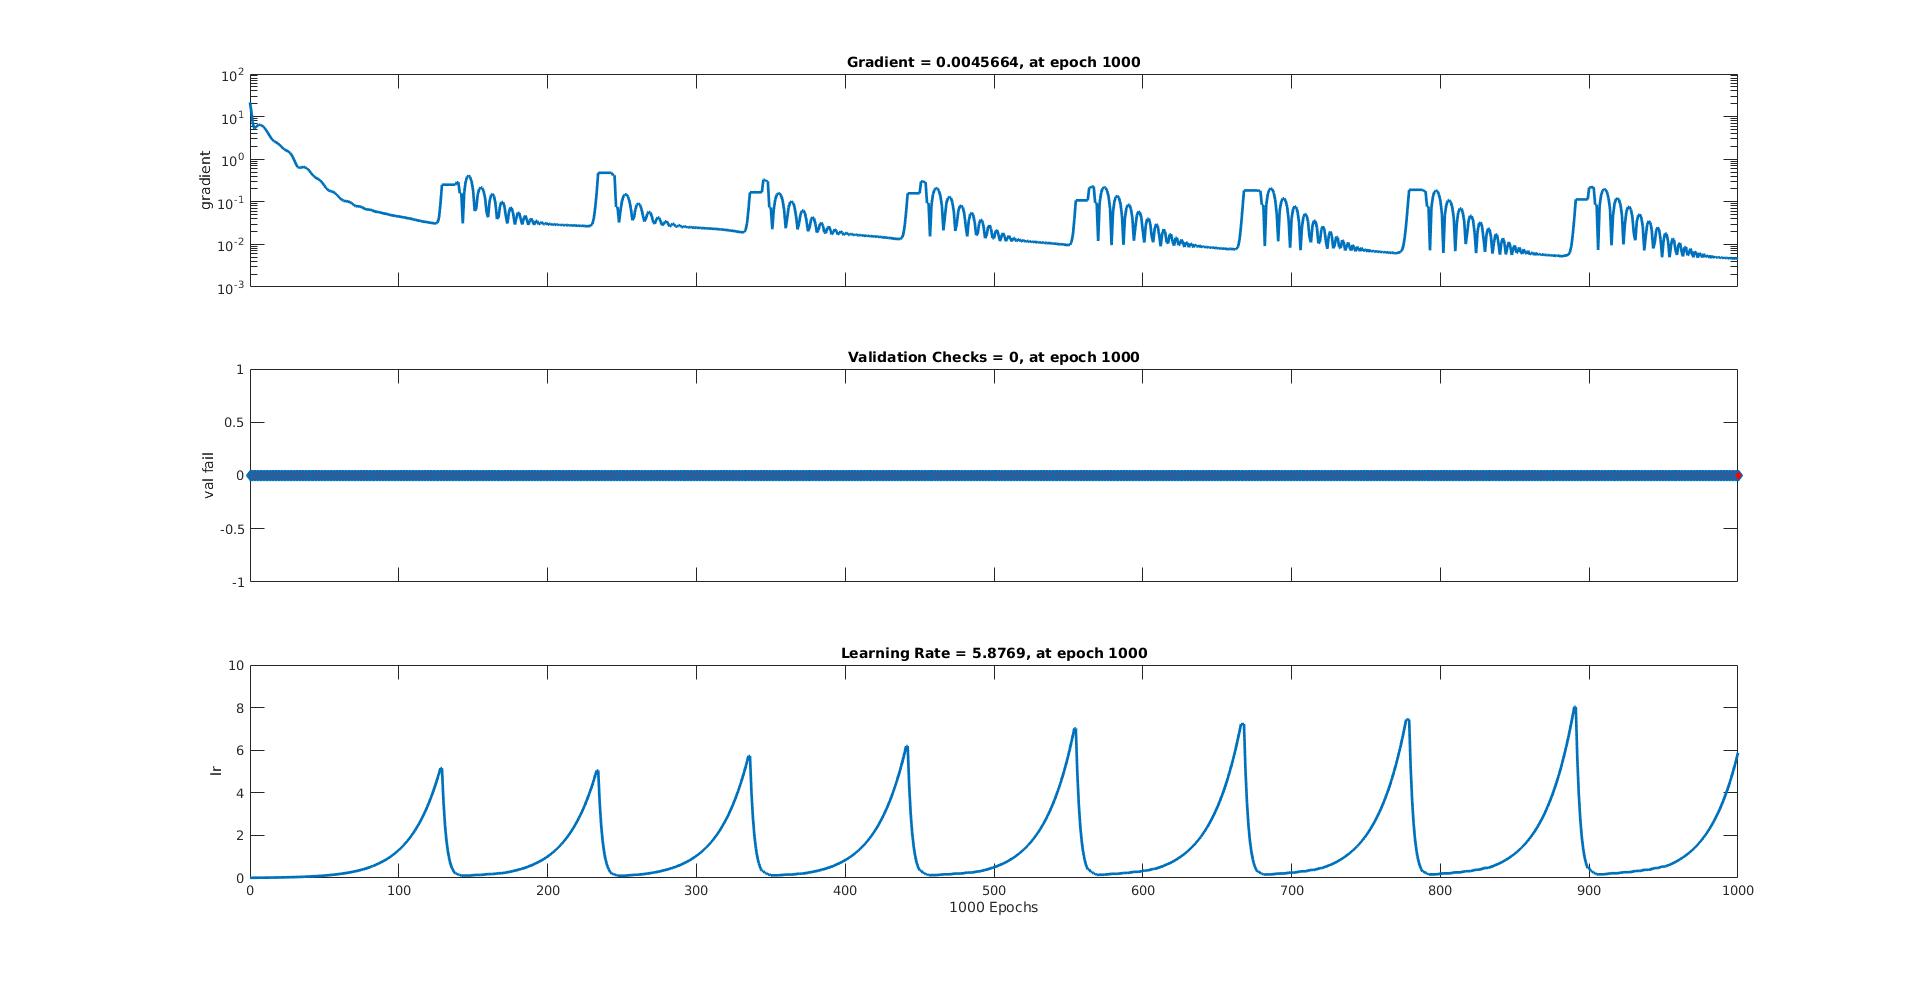 Gradient = 0.0045664, at epoch 1000
10^2
10^1
10^0
10^-1
10^-2
10^-3
gradient
Validation Checks = 0, at epoch 1000
1
0.5
0
-0.5
-1
val fail
Learning Rate = 5.8769, at epoch 1000
10
8
6
4
2
0
lr
0 100 200 300 400 500 600 700 800 900 1000
1000 Epochs